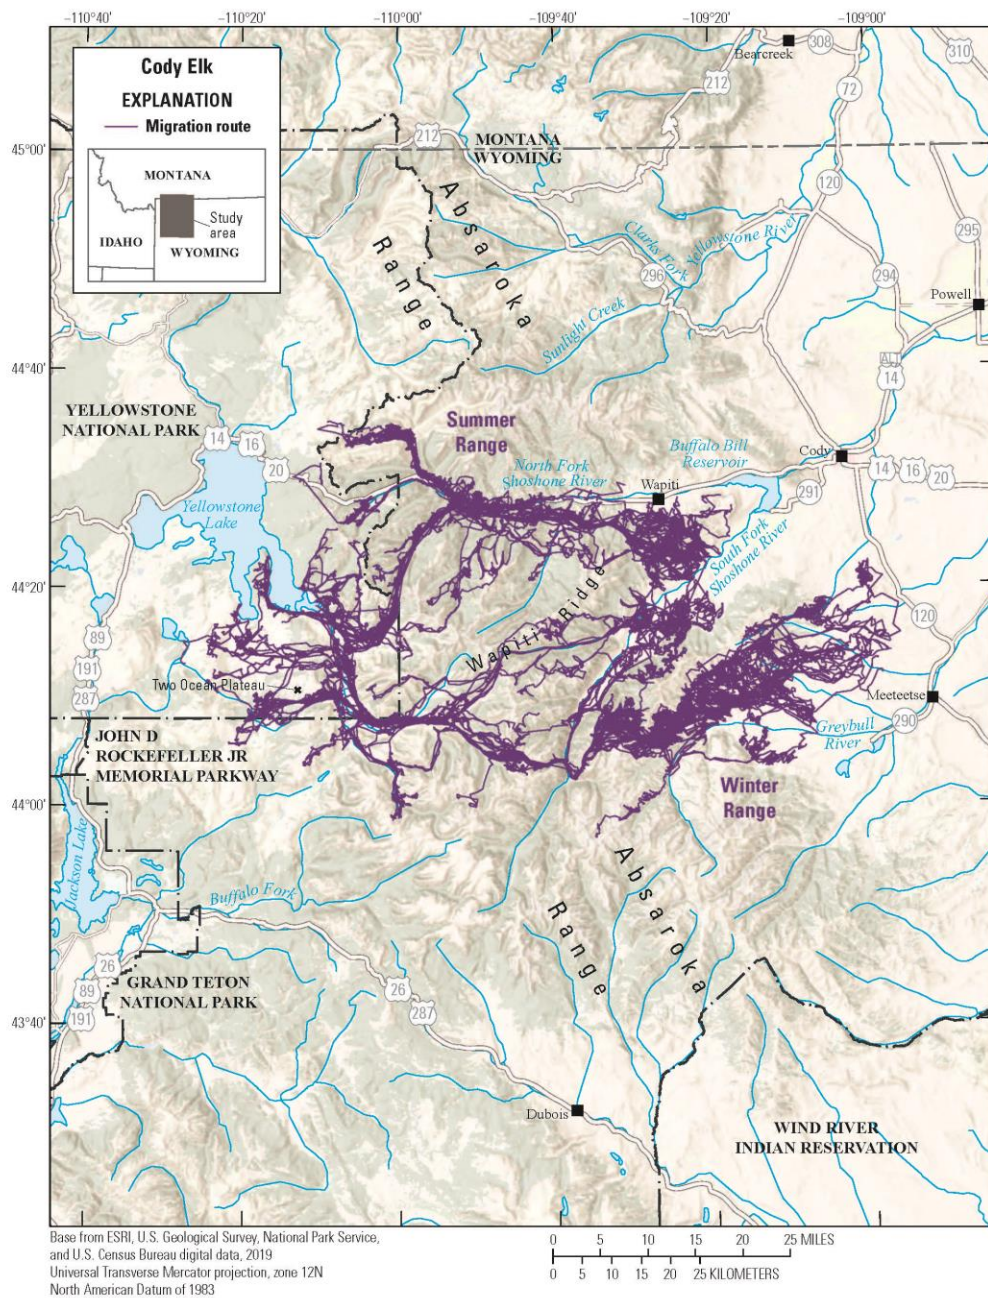 -110°40'
-110°20'
-110°00'
-109°40'
-109°20'
-109°00'
Cody Elk
EXPLANATION
Migration route
MONTANA
Study
area
IDAHO
WYOMING
Bearcreek
308
310
212
72
212
45°00'
MONTANA
WYOMING
120
Absaroka
Range
Clarks Fork
Yellowstone River
295
296
294
Powell
Sunlight Creek
44°40'
ALT
14
YELLOWSTONE
NATIONAL PARK
14
16
20
Summer
Range
North Fork
Shoshone River
Buffalo Bill
Reservoir
Cody
Wapiti
14
16
20
291
Yellowstone
Lake
South Fork
Shoshone River
44°20'
Wapiti Ridge
120
89
191
287
Two Ocean Plateau
Meeteetse
290
Greybull
River
JOHN D
ROCKEFELLER JR
MEMORIAL PARKWAY
44°00'
Winter
Range
Jackson Lake
Absaroka
Range
Buffalo Fork
26
89
191
GRAND TETON
NATIONAL PARK
26
287
43°40'
Dubois
WIND RIVER
INDIAN RESERVATION
Base from ESRI, U.S. Geological Survey, National Park Service,
and U.S. Census Bureau digital data, 2019
Universal Transverse Mercator projection, zone 12N
North American Datum of 1983
0 5 10 15 20 25 MILES
0 5 10 15 20 25 KILOMETERS